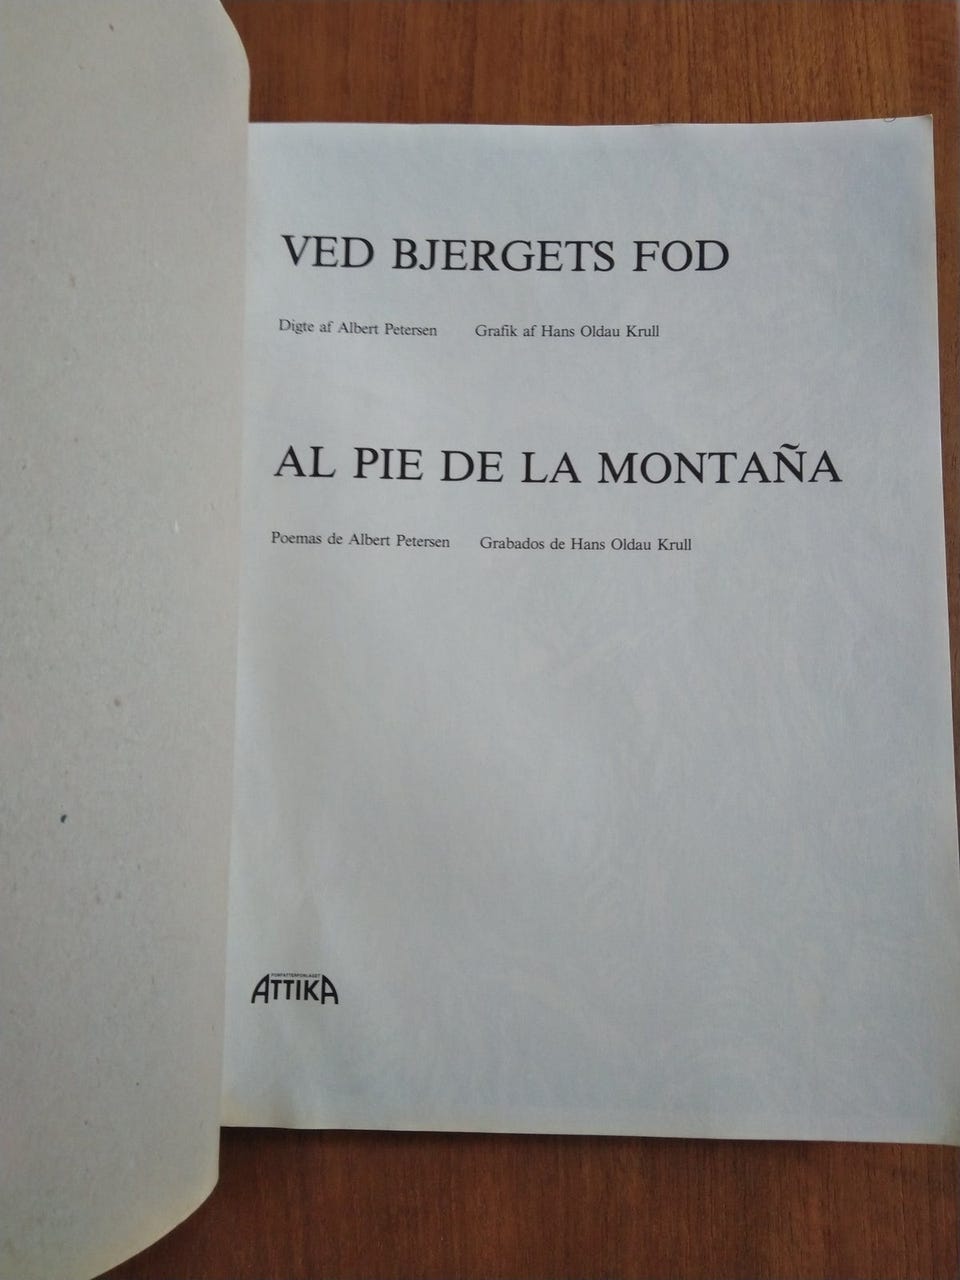 VED BJERGETS FOD
Digte af Albert Petersen Grafik af Hans Oldau Krull
AL PIE DE LA MONTAÑA
Poemas de Albert Petersen Grabados de Hans Oldau Krull
FORFATTERFORLAGET
ATTIKA